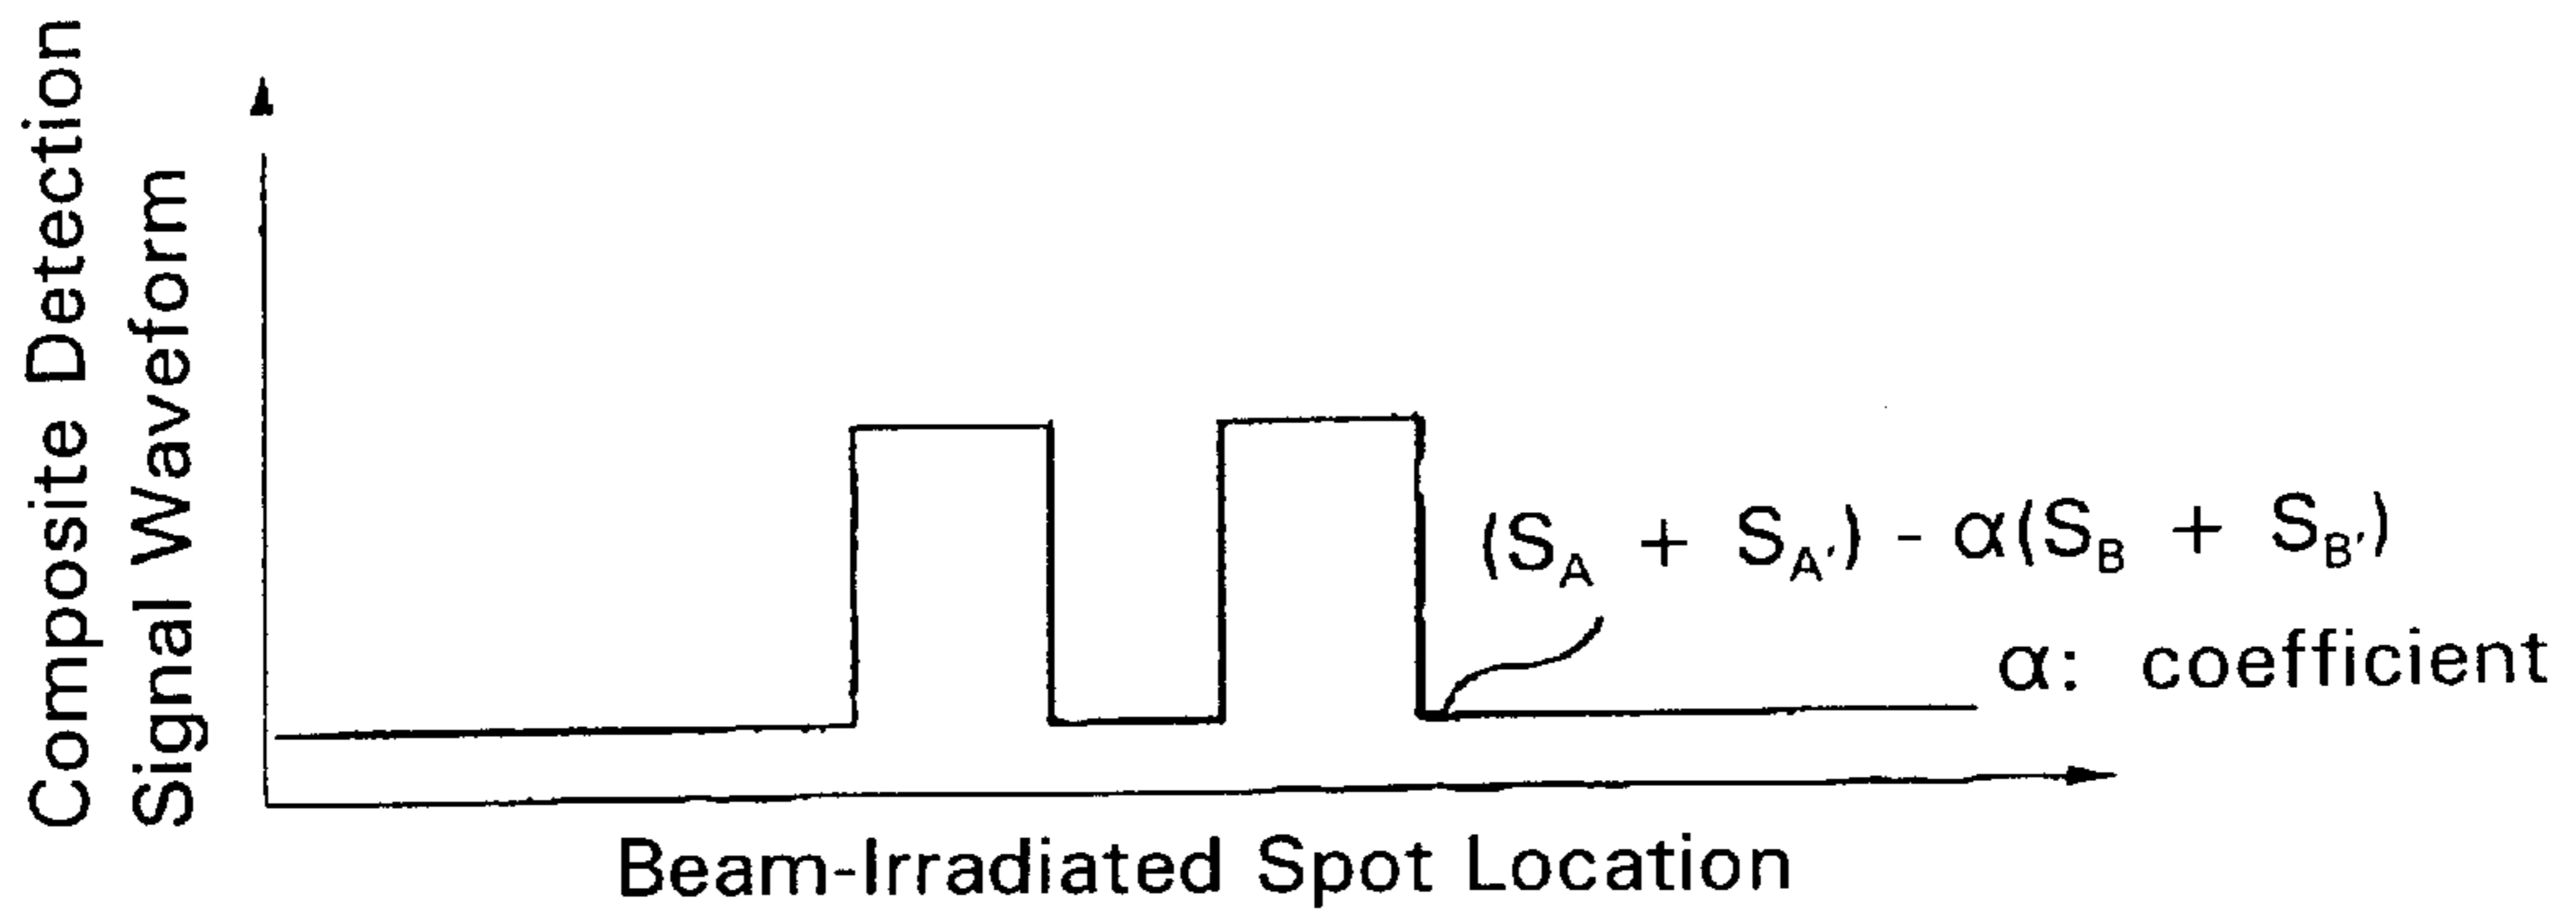 Composite Detection
Signal Waveform
(S_A + S_A') - α(S_B + S_B')
α: coefficient
Beam-Irradiated Spot Location